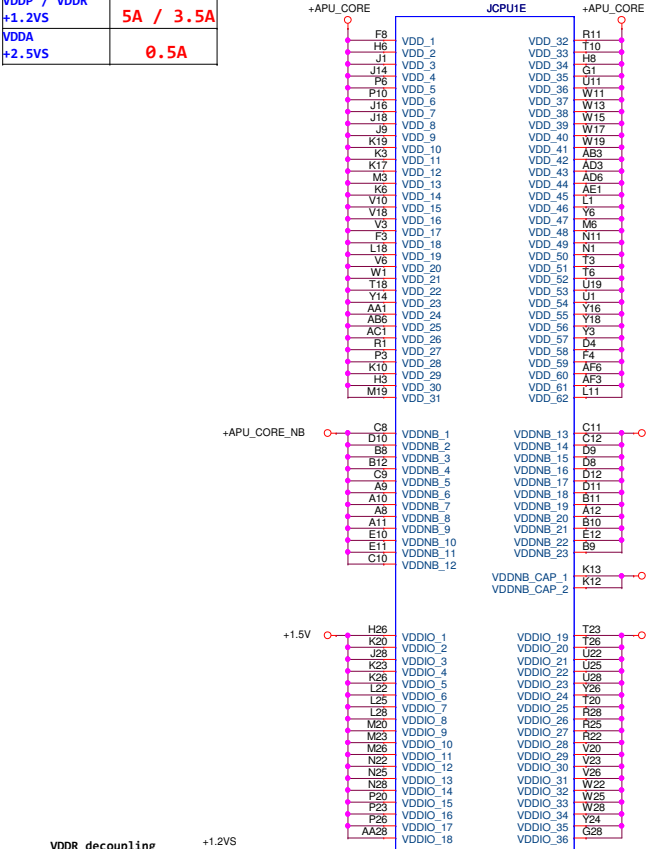 VDDP / VDDR
+1.2VS
5A / 3.5A
VDDA
+2.5VS
0.5A
+APU_CORE
JCPU1E
+APU_CORE
F8 VDD_1 VDD_32 R11
H6 VDD_2 VDD_33 T10
J1 VDD_3 VDD_34 H8
J14 VDD_4 VDD_35 G1
P6 VDD_5 VDD_36 U11
P10 VDD_6 VDD_37 W11
J16 VDD_7 VDD_38 W13
J18 VDD_8 VDD_39 W15
J9 VDD_9 VDD_40 W17
K19 VDD_10 VDD_41 W19
K3 VDD_11 VDD_42 AB3
K17 VDD_12 VDD_43 AD3
M3 VDD_13 VDD_44 AD6
K6 VDD_14 VDD_45 AE1
V10 VDD_15 VDD_46 L1
V18 VDD_16 VDD_47 Y6
V3 VDD_17 VDD_48 M6
F3 VDD_18 VDD_49 N11
L18 VDD_19 VDD_50 N1
V6 VDD_20 VDD_51 T3
W1 VDD_21 VDD_52 T6
T18 VDD_22 VDD_53 U19
Y14 VDD_23 VDD_54 U1
AA1 VDD_24 VDD_55 Y16
AB6 VDD_25 VDD_56 Y18
AC1 VDD_26 VDD_57 Y3
R1 VDD_27 VDD_58 D4
P3 VDD_28 VDD_59 F4
K10 VDD_29 VDD_60 AF6
H3 VDD_30 VDD_61 AF3
M19 VDD_31 VDD_62 L11
+APU_CORE_NB
C8 VDDNB_1 VDDNB_13 C11
D10 VDDNB_2 VDDNB_14 C12
B8 VDDNB_3 VDDNB_15 D9
B12 VDDNB_4 VDDNB_16 D8
C9 VDDNB_5 VDDNB_17 D12
A9 VDDNB_6 VDDNB_18 D11
A10 VDDNB_7 VDDNB_19 B11
A8 VDDNB_8 VDDNB_20 A12
A11 VDDNB_9 VDDNB_21 B10
E10 VDDNB_10 VDDNB_22 E12
E11 VDDNB_11 VDDNB_23 B9
C10 VDDNB_12
VDDNB_CAP_1 K13
VDDNB_CAP_2 K12
+1.5V
H26 VDDIO_1 VDDIO_19 T23
K20 VDDIO_2 VDDIO_20 T26
J28 VDDIO_3 VDDIO_21 U22
K23 VDDIO_4 VDDIO_22 U25
K26 VDDIO_5 VDDIO_23 U28
L22 VDDIO_6 VDDIO_24 Y26
L25 VDDIO_7 VDDIO_25 T20
L28 VDDIO_8 VDDIO_26 R28
M20 VDDIO_9 VDDIO_27 R25
M23 VDDIO_10 VDDIO_28 R22
M26 VDDIO_11 VDDIO_29 V20
N22 VDDIO_12 VDDIO_30 V23
N25 VDDIO_13 VDDIO_31 V26
N28 VDDIO_14 VDDIO_32 W22
P20 VDDIO_15 VDDIO_33 W25
P23 VDDIO_16 VDDIO_34 W28
P26 VDDIO_17 VDDIO_35 Y24
AA28 VDDIO_18 VDDIO_36 G28
VDDR decoupling
+1.2VS